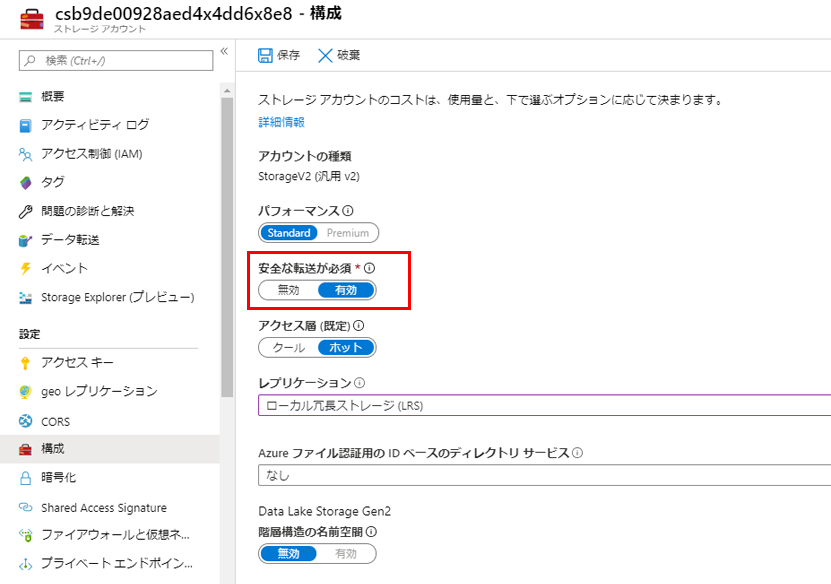 csb9de00928aed4x4dd6x8e8 - 構成
ストレージ アカウント
検索 (Ctrl+/)
«
保存
破棄
概要
アクティビティ ログ
アクセス制御 (IAM)
タグ
問題の診断と解決
データ転送
イベント
Storage Explorer (プレビュー)
設定
アクセス キー
geo レプリケーション
CORS
構成
暗号化
Shared Access Signature
ファイアウォールと仮想ネ...
プライベート エンドポイン...
ストレージ アカウントのコストは、使用量と、下で選ぶオプションに応じて決まります。
詳細情報
アカウントの種類
StorageV2 (汎用 v2)
パフォーマンス
Standard Premium
安全な転送が必須 *
無効 有効
アクセス層 (既定)
クール ホット
レプリケーション
ローカル冗長ストレージ (LRS)
Azure ファイル認証用の ID ベースのディレクトリ サービス
なし
Data Lake Storage Gen2
階層構造の名前空間
無効 有効